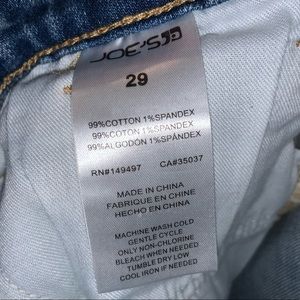 JOE'S
29
99%COTTON 1%SPANDEX
99%COTON 1%SPANDEX
99%ALGODÓN 1%SPANDEX
RN#149497 CA#35037
MADE IN CHINA
FABRIQUE EN CHINE
HECHO EN CHINA
MACHINE WASH COLD
GENTLE CYCLE
ONLY NON-CHLORINE
BLEACH WHEN NEEDED
TUMBLE DRY LOW
COOL IRON IF NEEDED